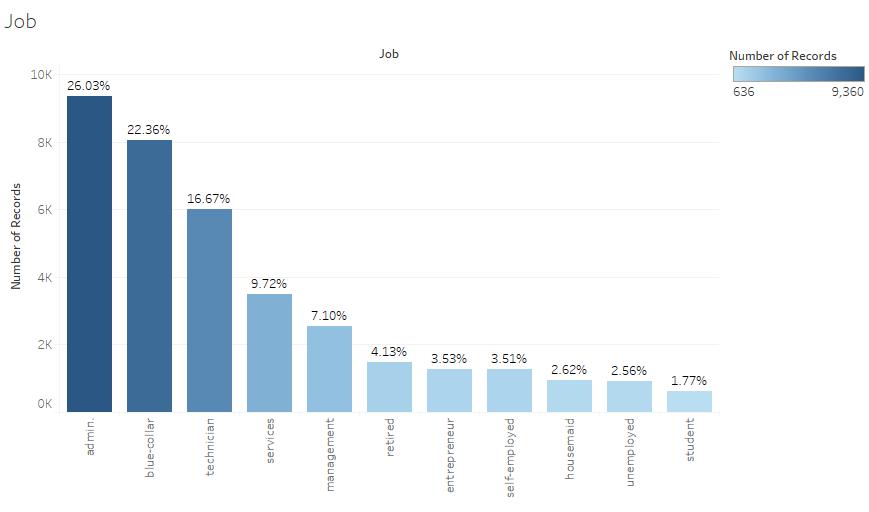 Job
Job
Number of Records
636 9,360
Number of Records
10K
8K
6K
4K
2K
0K
26.03%
22.36%
16.67%
9.72%
7.10%
4.13%
3.53%
3.51%
2.62%
2.56%
1.77%
admin.
blue-collar
technician
services
management
retired
entrepreneur
self-employed
housemaid
unemployed
student